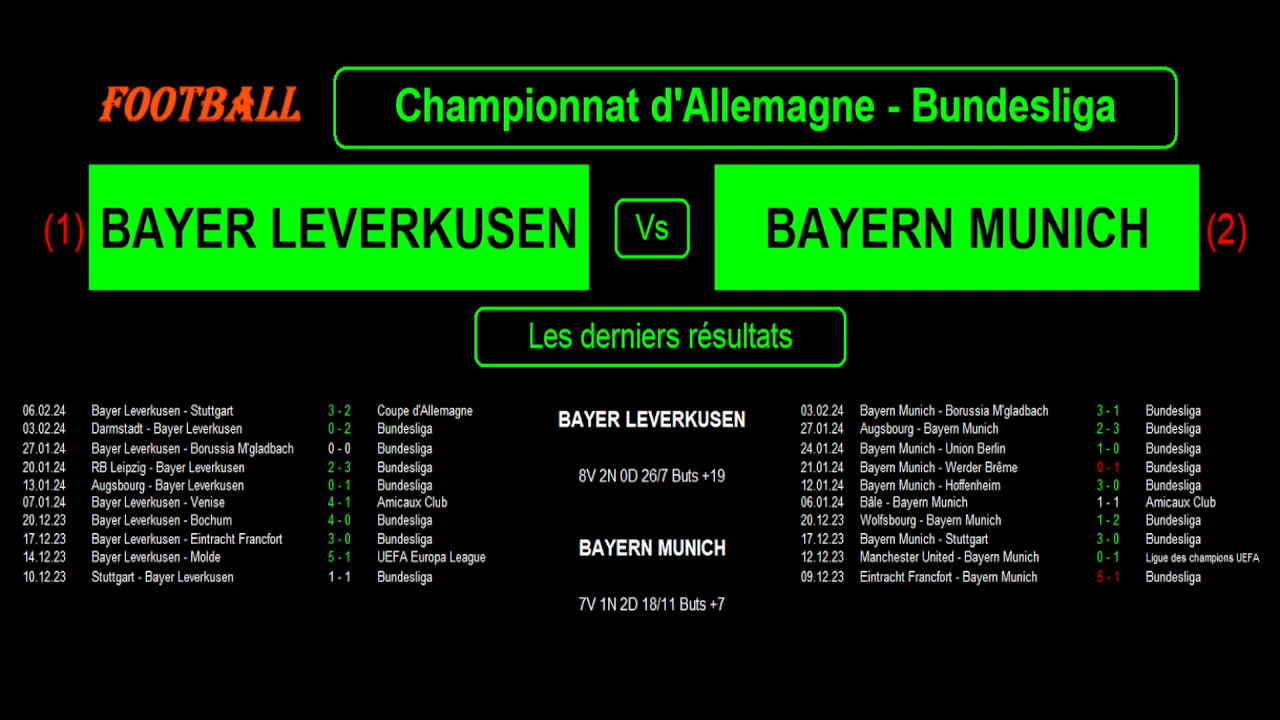 FOOTBALL Championnat d'Allemagne - Bundesliga
(1) BAYER LEVERKUSEN Vs BAYERN MUNICH (2)
Les derniers résultats
06.02.24 Bayer Leverkusen - Stuttgart 3 - 2 Coupe d'Allemagne
03.02.24 Darmstadt - Bayer Leverkusen 0 - 2 Bundesliga
27.01.24 Bayer Leverkusen - Borussia M'gladbach 0 - 0 Bundesliga
20.01.24 RB Leipzig - Bayer Leverkusen 2 - 3 Bundesliga
13.01.24 Augsbourg - Bayer Leverkusen 0 - 1 Bundesliga
07.01.24 Bayer Leverkusen - Venise 4 - 1 Amicaux Club
20.12.23 Bayer Leverkusen - Bochum 4 - 0 Bundesliga
17.12.23 Bayer Leverkusen - Eintracht Francfort 3 - 0 Bundesliga
14.12.23 Bayer Leverkusen - Molde 5 - 1 UEFA Europa League
10.12.23 Stuttgart - Bayer Leverkusen 1 - 1 Bundesliga
BAYER LEVERKUSEN
8V 2N 0D 26/7 Buts +19
BAYERN MUNICH
7V 1N 2D 18/11 Buts +7
03.02.24 Bayern Munich - Borussia M'gladbach 3 - 1 Bundesliga
27.01.24 Augsbourg - Bayern Munich 2 - 3 Bundesliga
24.01.24 Bayern Munich - Union Berlin 1 - 0 Bundesliga
21.01.24 Bayern Munich - Werder Brême 0 - 1 Bundesliga
12.01.24 Bayern Munich - Hoffenheim 3 - 0 Bundesliga
06.01.24 Bâle - Bayern Munich 1 - 1 Amicaux Club
20.12.23 Wolfsbourg - Bayern Munich 1 - 2 Bundesliga
17.12.23 Bayern Munich - Stuttgart 3 - 0 Bundesliga
12.12.23 Manchester United - Bayern Munich 0 - 1 Ligue des champions UEFA
09.12.23 Eintracht Francfort - Bayern Munich 5 - 1 Bundesliga